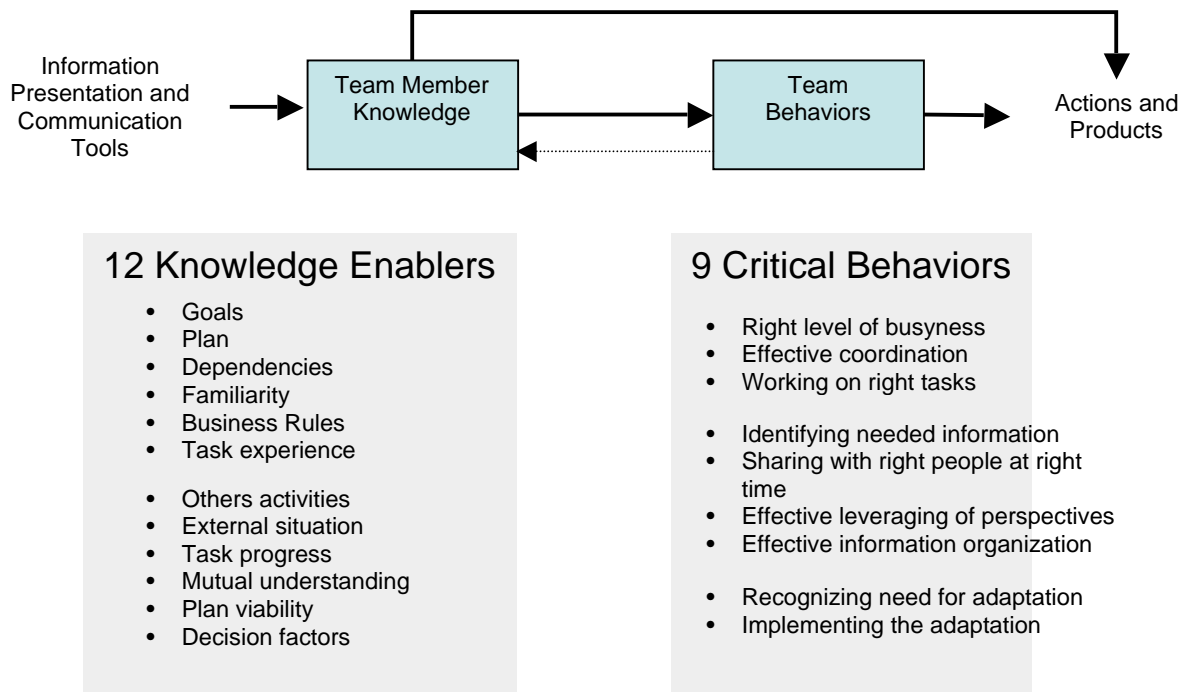 Information
Presentation and
Communication
Tools
Team Member
Knowledge
Team
Behaviors
Actions and
Products
12 Knowledge Enablers
• Goals
• Plan
• Dependencies
• Familiarity
• Business Rules
• Task experience
• Others activities
• External situation
• Task progress
• Mutual understanding
• Plan viability
• Decision factors
9 Critical Behaviors
• Right level of busyness
• Effective coordination
• Working on right tasks
• Identifying needed information
• Sharing with right people at right
time
• Effective leveraging of perspectives
• Effective information organization
• Recognizing need for adaptation
• Implementing the adaptation